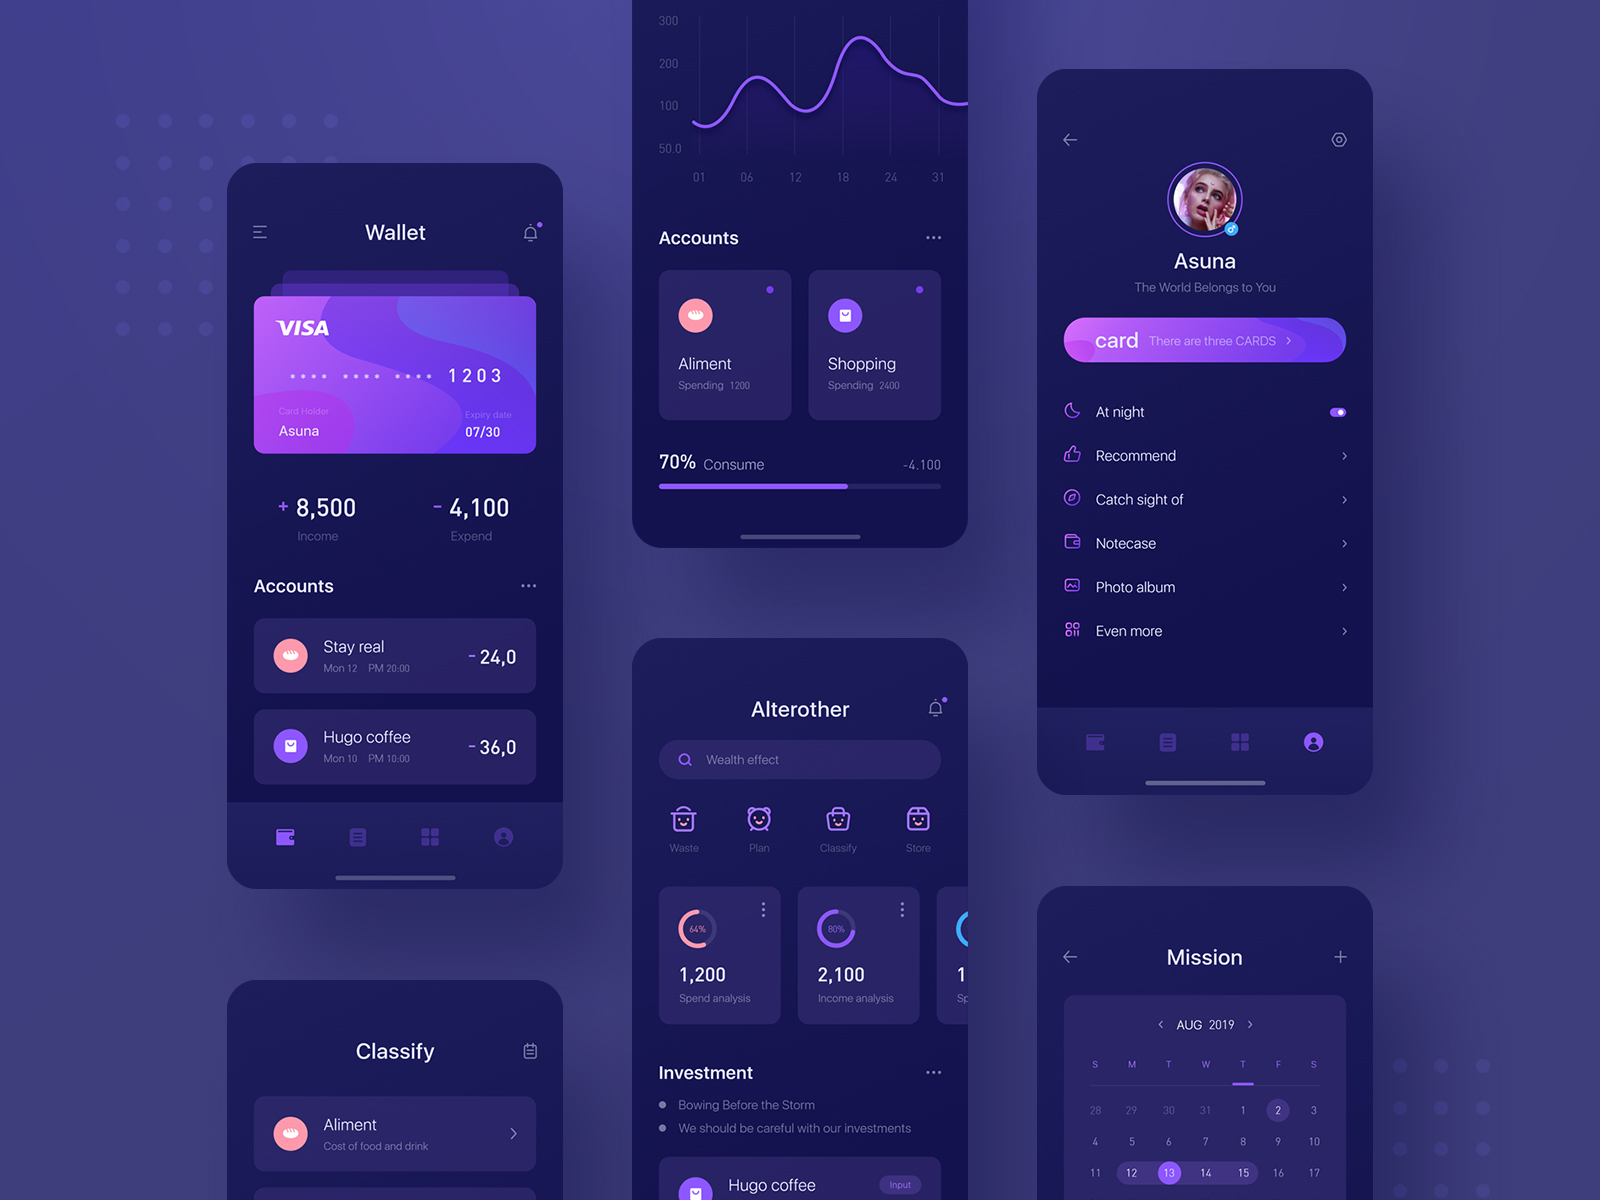 Wallet
VISA
**** **** **** 1203
Card Holder
Expiry date
Asuna
07/30
+ 8,500
- 4,100
Income
Expend
Accounts
Stay real
Mon 12 PM 20:00
- 24,0
Hugo coffee
Mon 10 PM 10:00
- 36,0
Classify
Aliment
Cost of food and drink
300
200
100
50.0
01 06 12 18 24 31
Accounts
Aliment
Spending 1200
Shopping
Spending 2400
70% Consume -4.100
Alterother
Wealth effect
Waste Plan Classify Store
64%
1,200
Spend analysis
80%
2,100
Income analysis
1
Sp
Investment
Bowing Before the Storm
We should be careful with our investments
Hugo coffee
Input
Asuna
The World Belongs to You
card There are three CARDS >
At night
Recommend
Catch sight of
Notecase
Photo album
Even more
Mission
< AUG 2019 >
S M T W T F S
28 29 30 31 1 2 3
4 5 6 7 8 9 10
11 12 13 14 15 16 17